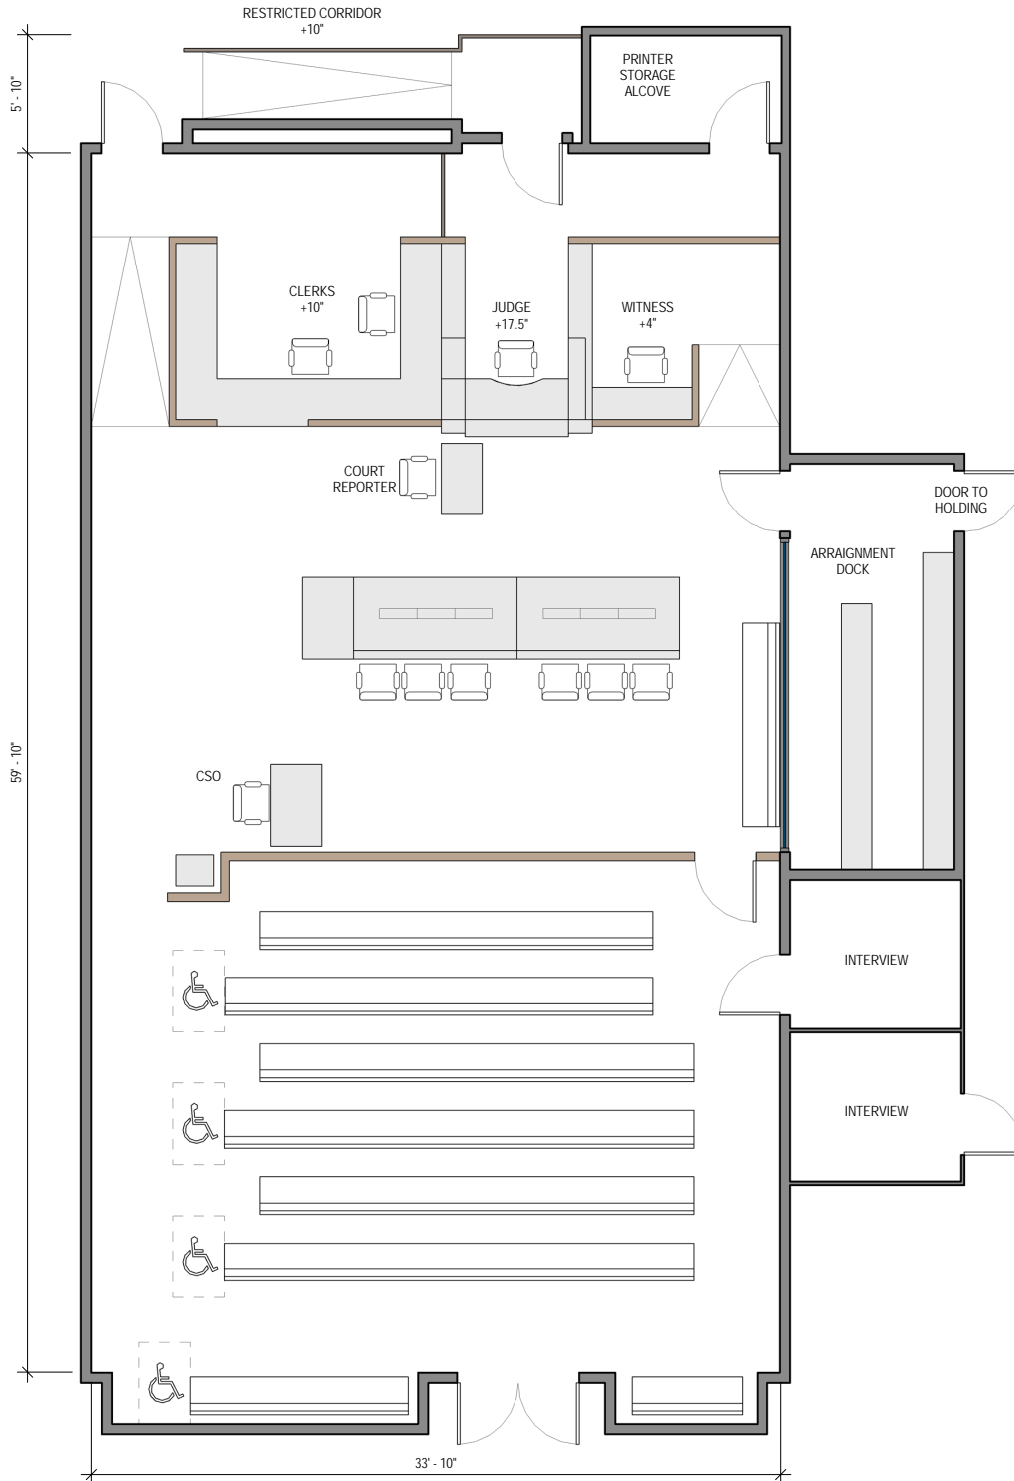 RESTRICTED CORRIDOR
+10"
PRINTER
STORAGE
ALCOVE
5' - 10"
CLERKS
+10"
JUDGE
+17.5"
WITNESS
+4"
COURT
REPORTER
DOOR TO
HOLDING
ARRAIGNMENT
DOCK
59' - 10"
CSO
INTERVIEW
INTERVIEW
33' - 10"